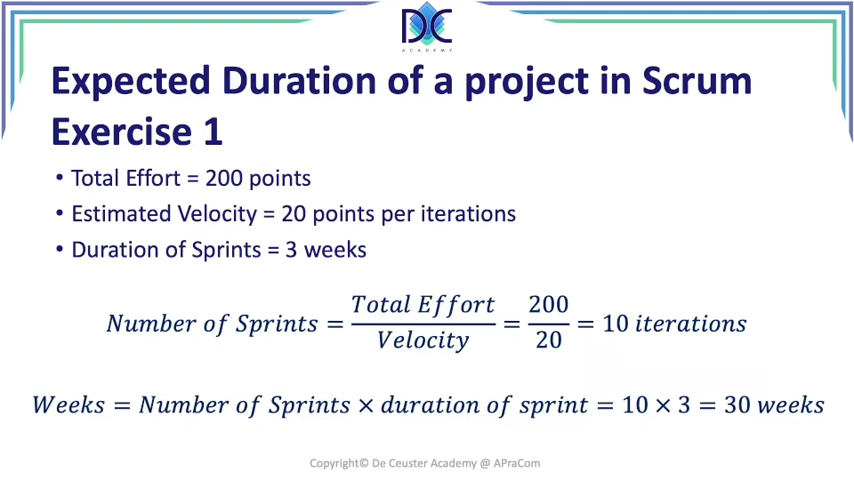 DC
ACADEMY
Expected Duration of a project in Scrum
Exercise 1
• Total Effort = 200 points
• Estimated Velocity = 20 points per iterations
• Duration of Sprints = 3 weeks
Number of Sprints = Total Effort / Velocity = 200 / 20 = 10 iterations
Weeks = Number of Sprints × duration of sprint = 10 × 3 = 30 weeks
Copyright© De Ceuster Academy @ APraCom